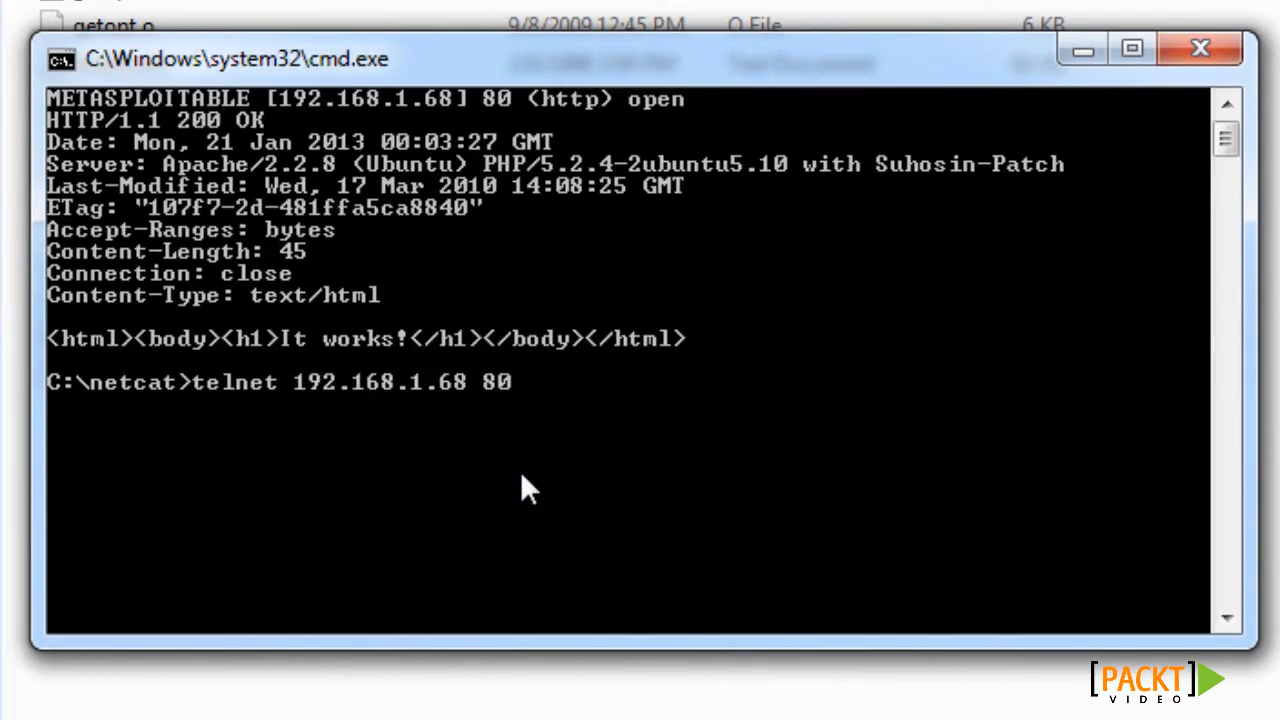 getopt.o 9/8/2009 12:45 PM O File 6 KB
C:\Windows\system32\cmd.exe
METASPLOITABLE [192.168.1.68] 80 (http) open
HTTP/1.1 200 OK
Date: Mon, 21 Jan 2013 00:03:27 GMT
Server: Apache/2.2.8 (Ubuntu) PHP/5.2.4-2ubuntu5.10 with Suhosin-Patch
Last-Modified: Wed, 17 Mar 2010 14:08:25 GMT
ETag: "107f7-2d-481ffa5ca8840"
Accept-Ranges: bytes
Content-Length: 45
Connection: close
Content-Type: text/html
<html><body><h1>It works!</h1></body></html>
C:\netcat>telnet 192.168.1.68 80
[PACKT]
VIDEO